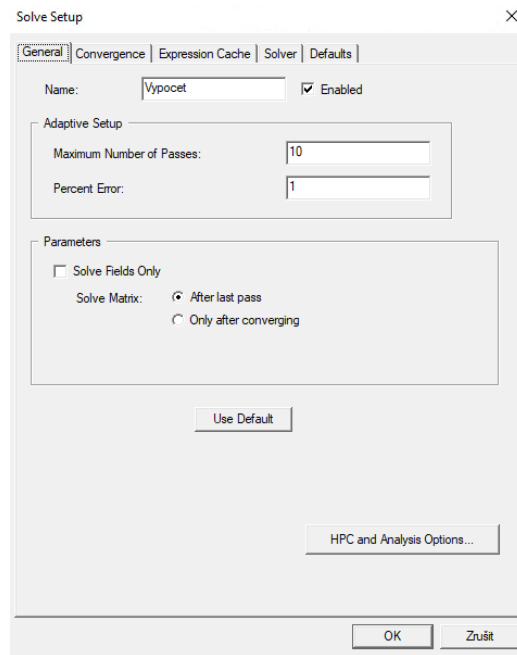 Solve Setup
General Convergence Expression Cache Solver Defaults
Name: Vypocet Enabled
Adaptive Setup
Maximum Number of Passes: 10
Percent Error: 1
Parameters
Solve Fields Only
Solve Matrix: After last pass
Only after converging
Use Default
HPC and Analysis Options...
OK Zrušit